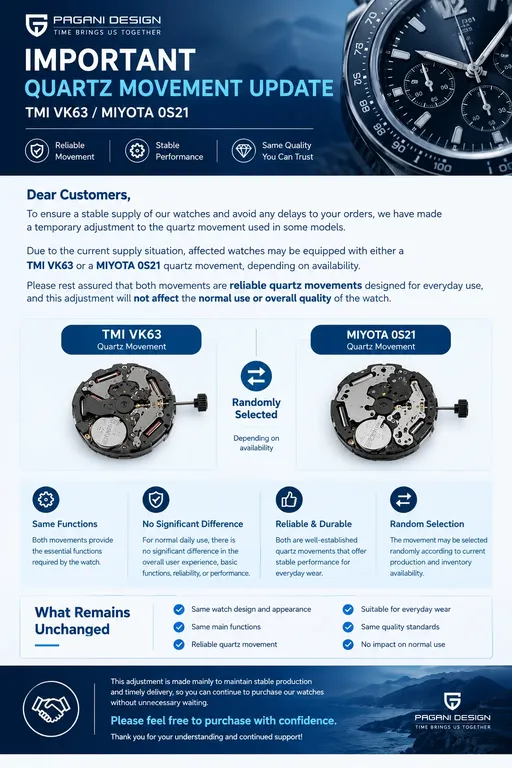 PAGANI DESIGN
TIME BRINGS US TOGETHER
IMPORTANT
QUARTZ MOVEMENT UPDATE
TMI VK63 / MIYOTA 0S21
Reliable
Movement
Stable
Performance
Same Quality
You Can Trust
Dear Customers,
To ensure a stable supply of our watches and avoid any delays to your orders, we have made
a temporary adjustment to the quartz movement used in some models.
Due to the current supply situation, affected watches may be equipped with either a
TMI VK63 or a MIYOTA 0S21 quartz movement, depending on availability.
Please rest assured that both movements are reliable quartz movements designed for everyday use,
and this adjustment will not affect the normal use or overall quality of the watch.
TMI VK63
Quartz Movement
Randomly
Selected
Depending on
availability
MIYOTA 0S21
Quartz Movement
Same Functions
Both movements provide
the essential functions
required by the watch.
No Significant Difference
For normal daily use, there is
no significant difference in the
overall user experience, basic
functions, reliability, or performance.
Reliable & Durable
Both are well-established
quartz movements that offer
stable performance for
everyday wear.
Random Selection
The movement may be selected
randomly according to current
production and inventory
availability.
What Remains
Unchanged
Same watch design and appearance
Same main functions
Reliable quartz movement
Suitable for everyday wear
Same quality standards
No impact on normal use
This adjustment is made mainly to maintain stable production
and timely delivery, so you can continue to purchase our watches
without unnecessary waiting.
Please feel free to purchase with confidence.
Thank you for your understanding and continued support!
PAGANI DESIGN
TIME BRINGS US TOGETHER